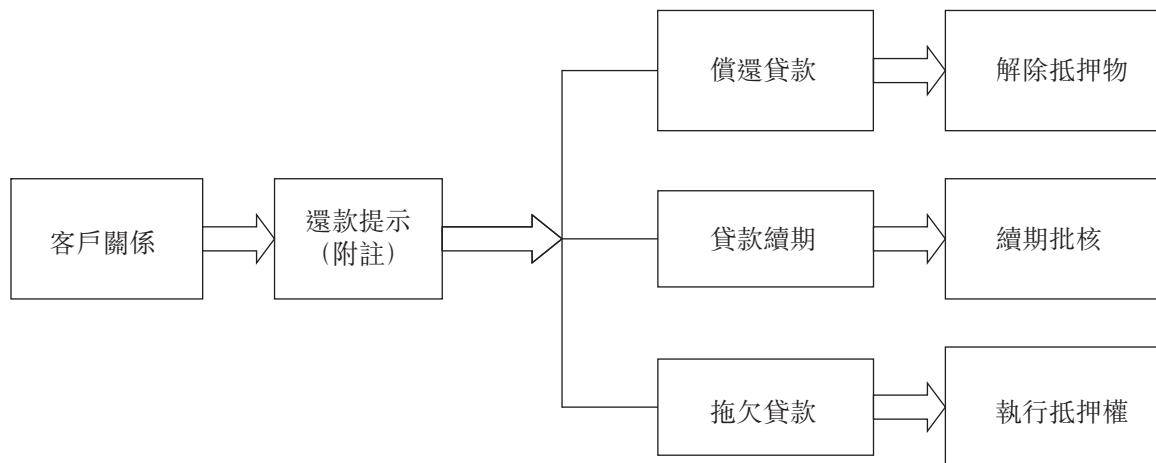 償還貸款
解除抵押物
客戶關係
還款提示
（附註）
貸款續期
續期批核
拖欠貸款
執行抵押權